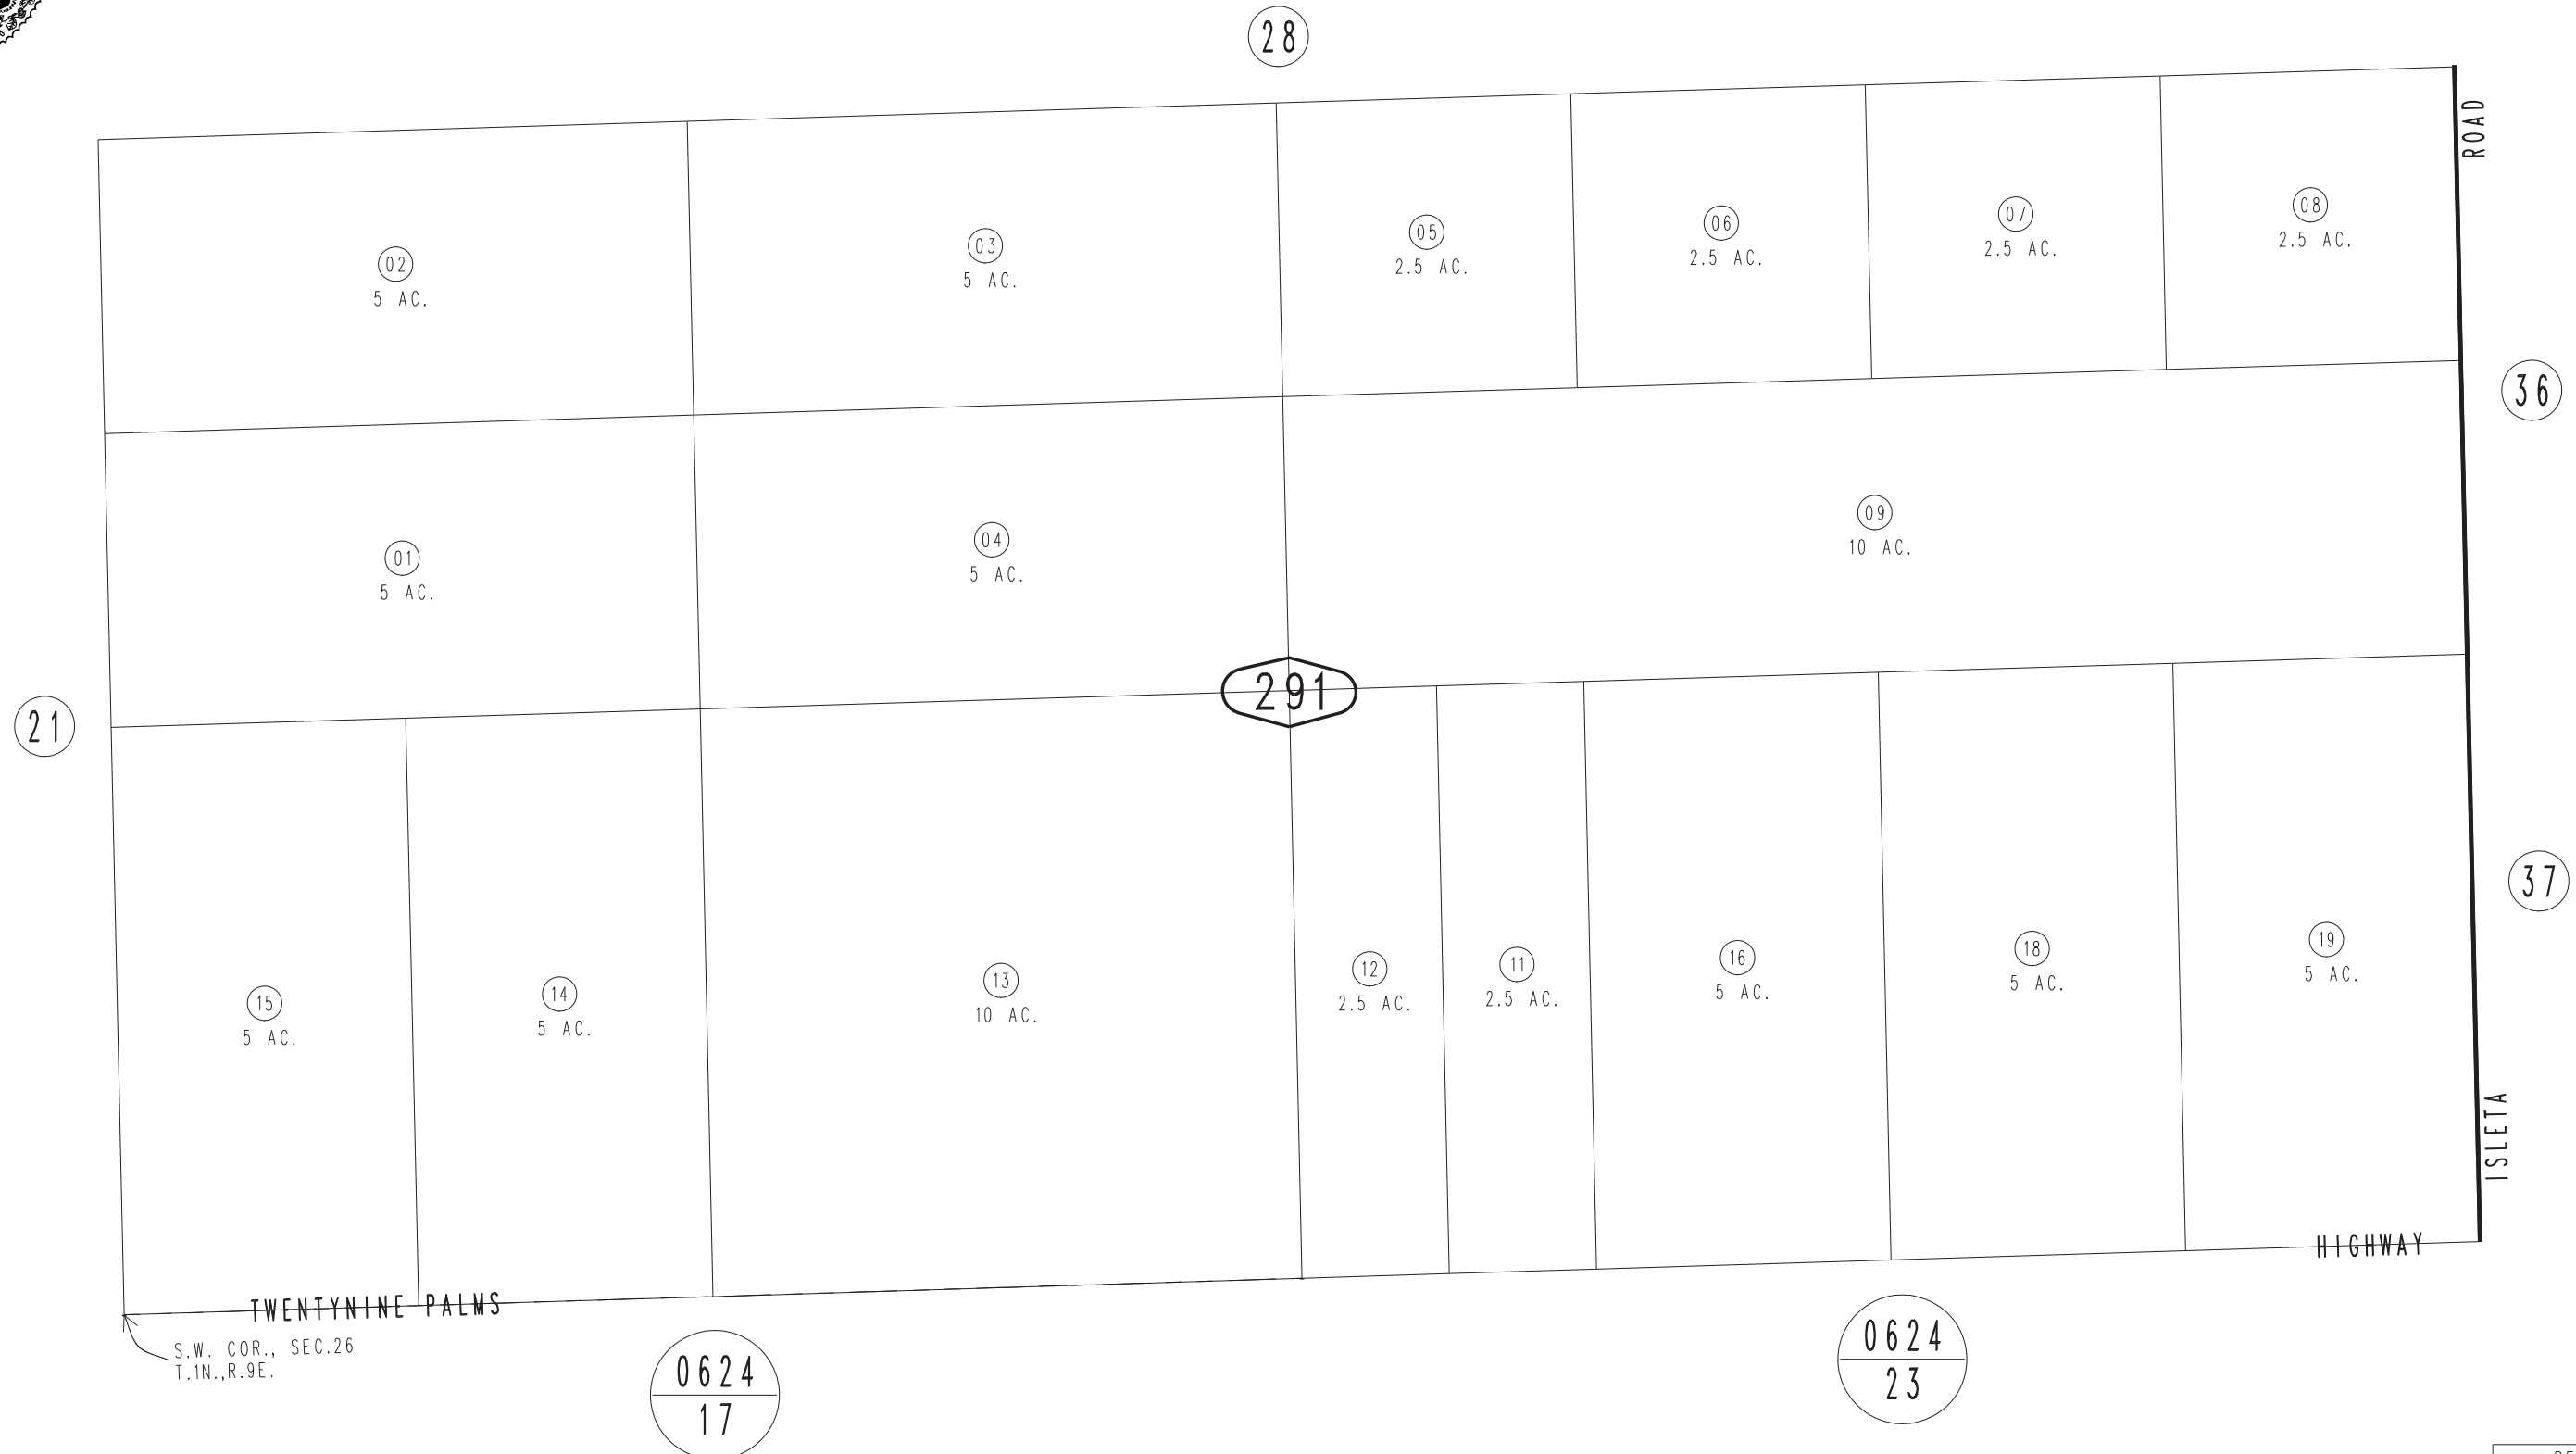 28
ROAD
08
2.5 AC.
07
2.5 AC.
06
2.5 AC.
05
2.5 AC.
03
5 AC.
02
5 AC.
36
09
10 AC.
04
5 AC.
01
5 AC.
291
21
37
15
5 AC.
14
5 AC.
13
10 AC.
12
2.5 AC.
11
2.5 AC.
16
5 AC.
18
5 AC.
19
5 AC.
ISLETA
TWENTYNINE PALMS HIGHWAY
S.W. COR., SEC.26
T.1N.,R.9E.
0624
17
0624
23